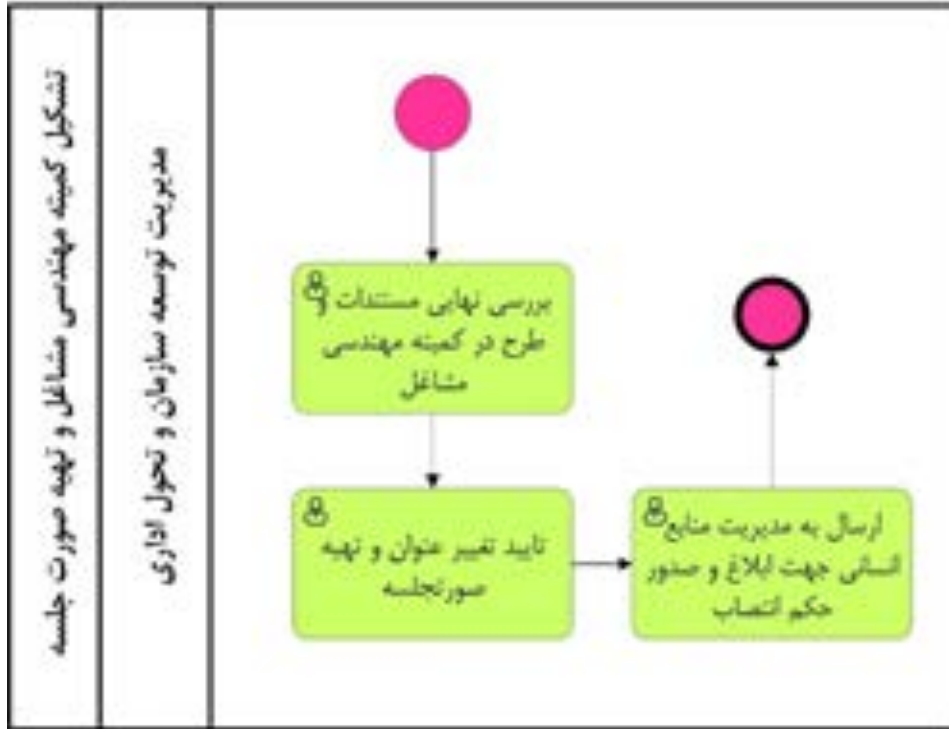 تشکیل کمیته مهندسی مشاغل و تهیه صورت جلسه
مدیریت توسعه سازمان و تحول اداری
بررسی نهایی مستندات و
طرح در کمیته مهندسی
مشاغل
تایید تغییر عنوان و تهیه
صورتجلسه
ارسال به مدیریت منابع
انسانی جهت ابلاغ و صدور
حکم انتصاب